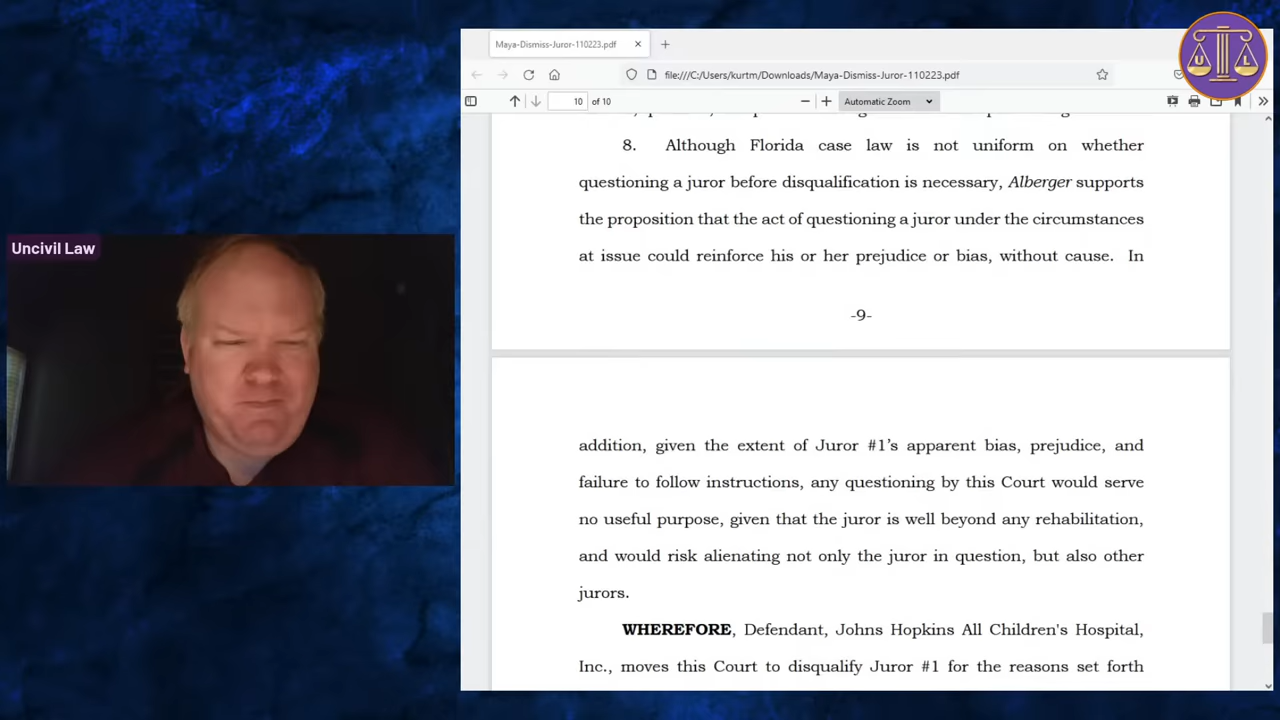 Maya-Dismiss-Juror-110223.pdf
file:///C:/Users/kurtm/Downloads/Maya-Dismiss-Juror-110223.pdf
10 of 10
Automatic Zoom
U L
Uncivil Law
8. Although Florida case law is not uniform on whether
questioning a juror before disqualification is necessary, Alberger supports
the proposition that the act of questioning a juror under the circumstances
at issue could reinforce his or her prejudice or bias, without cause. In
-9-
addition, given the extent of Juror #1's apparent bias, prejudice, and
failure to follow instructions, any questioning by this Court would serve
no useful purpose, given that the juror is well beyond any rehabilitation,
and would risk alienating not only the juror in question, but also other
jurors.
WHEREFORE, Defendant, Johns Hopkins All Children's Hospital,
Inc., moves this Court to disqualify Juror #1 for the reasons set forth